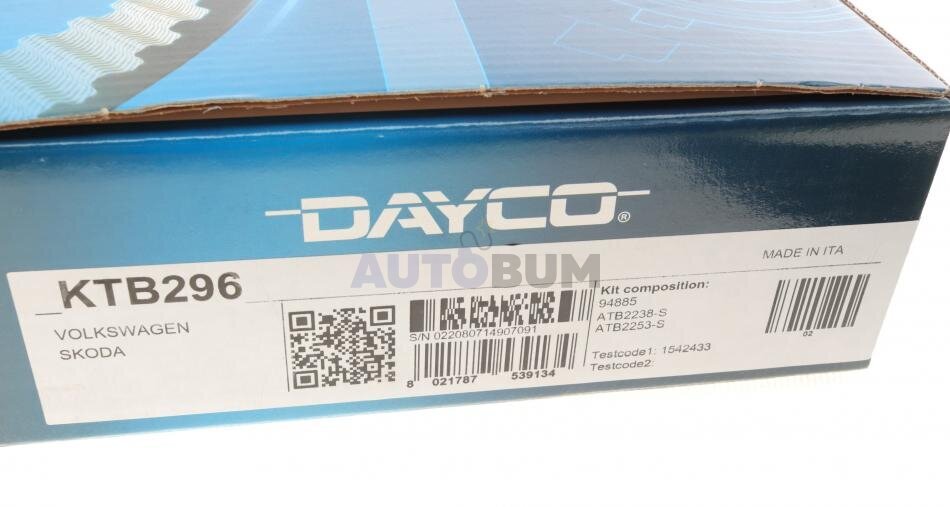 DAYCO®
AUTOBUM
MADE IN ITA
KTB296
VOLKSWAGEN
SKODA
S/N 022080714907091
8 021787 539134
Kit composition:
94885
ATB2238-S
ATB2253-S
Testcode1: 1542433
Testcode2:
02